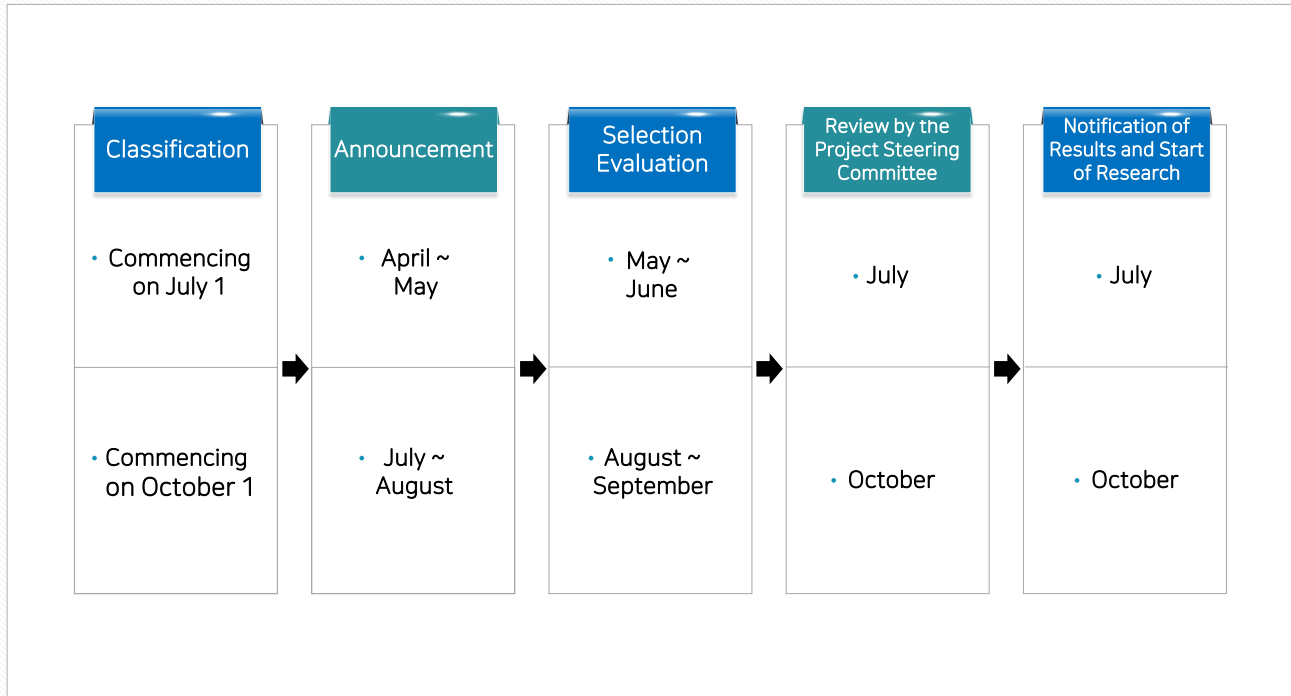 Classification
Announcement
Selection
Evaluation
Review by the
Project Steering
Committee
Notification of
Results and Start
of Research
• Commencing
on July 1
• April ~
May
• May ~
June
• July
• July
• Commencing
on October 1
• July ~
August
• August ~
September
• October
• October